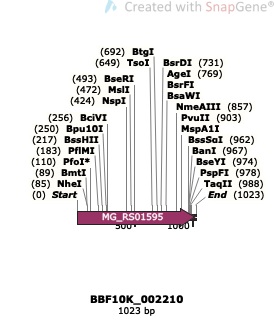 Created with SnapGene®
(692) BtgI
(649) TsoI BsrDI (731)
(493) BseRI AgeI (769)
(472) MslI BsrFI
(424) NspI BsaWI
NmeAIII (857)
(256) BciVI PvuII (903)
(250) Bpu10I MspA1I
(217) BssHII BssSαI (962)
(183) PflMI BanI (967)
(110) PfoI* BseYI (974)
(89) BmtI PspFI (978)
(85) NheI TaqII (988)
(0) Start End (1023)
MG_RS01595
500 1000
BBF10K_002210
1023 bp